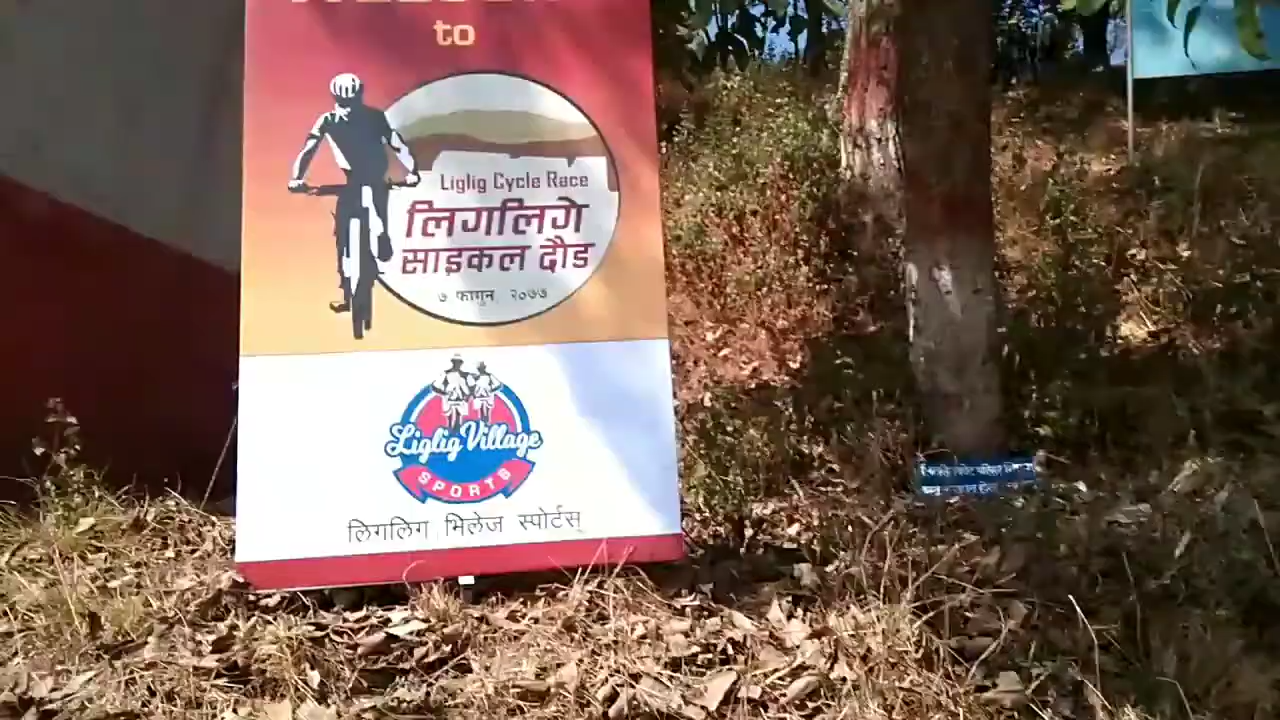 to
Liglig Cycle Race
लिगलिगे
साइकल दौड
७ फागुन २०७७
Liglig Village
SPORTS
लिगलिग भिलेज स्पोर्टस्